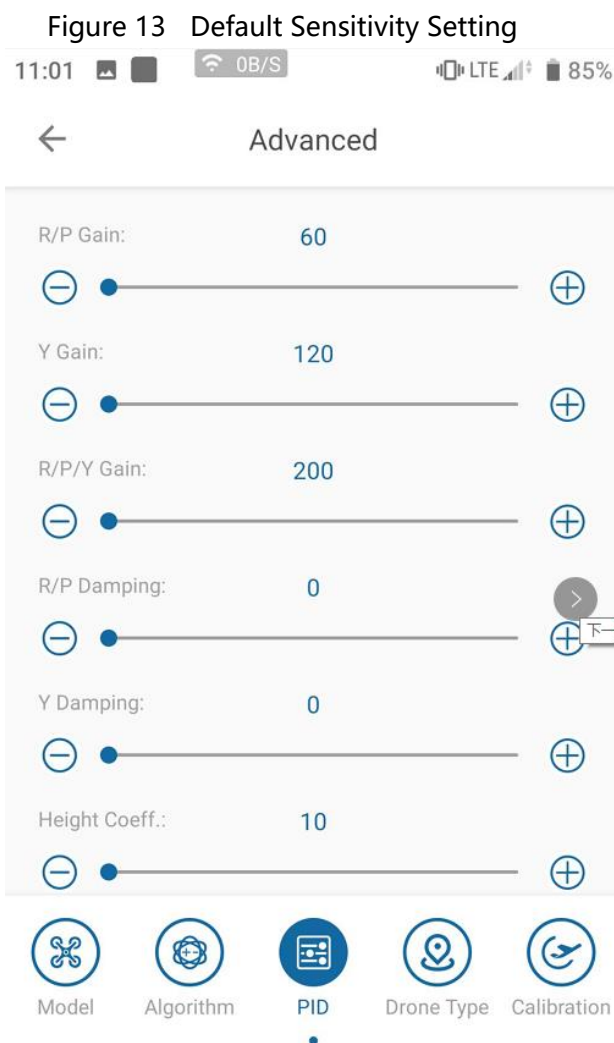 Figure 13 Default Sensitivity Setting
11:01 0B/S LTE 85%
Advanced
R/P Gain: 60
Y Gain: 120
R/P/Y Gain: 200
R/P Damping: 0
下一
Y Damping: 0
Height Coeff.: 10
Model Algorithm PID Drone Type Calibration